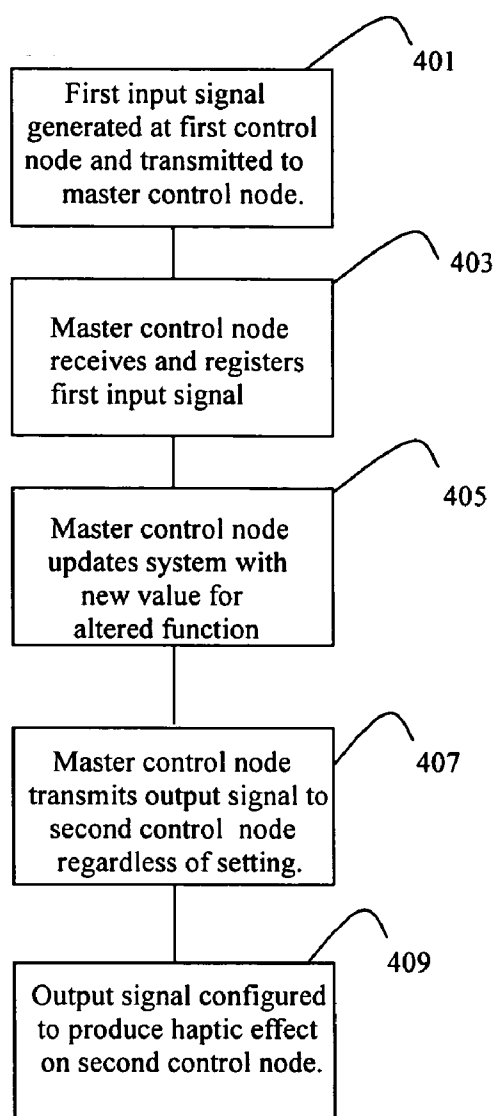 401
First input signal
generated at first control
node and transmitted to
master control node.
403
Master control node
receives and registers
first input signal
405
Master control node
updates system with
new value for
altered function
407
Master control node
transmits output signal to
second control node
regardless of setting.
409
Output signal configured
to produce haptic effect
on second control node.